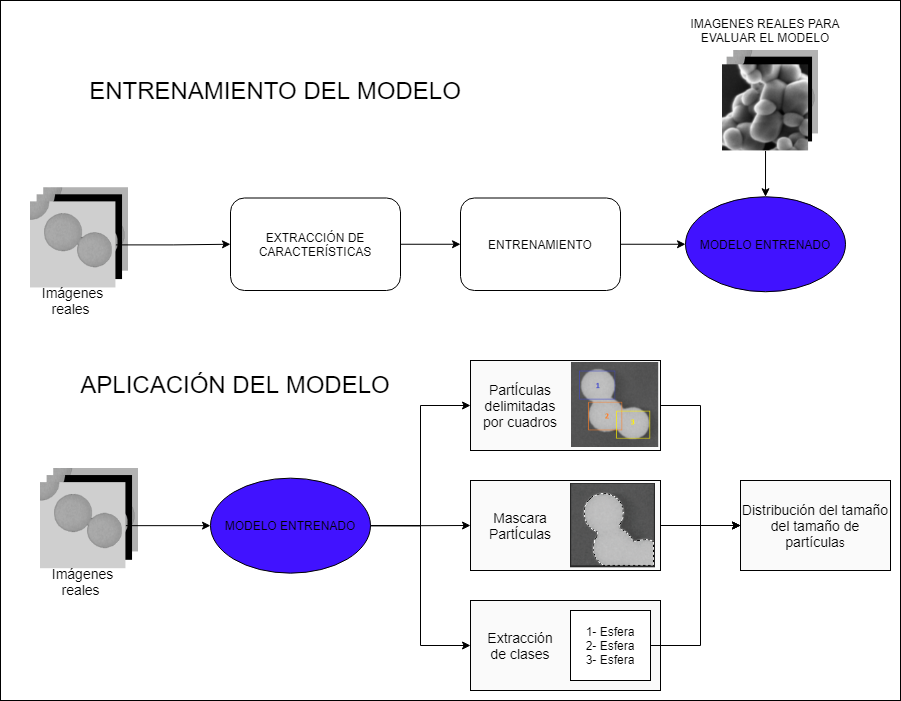 IMAGENES REALES PARA
EVALUAR EL MODELO
ENTRENAMIENTO DEL MODELO
EXTRACCIÓN DE
CARACTERÍSTICAS
ENTRENAMIENTO
MODELO ENTRENADO
Imágenes
reales
APLICACIÓN DEL MODELO
Partículas
delimitadas
por cuadros
1
2
3
Imágenes
reales
MODELO ENTRENADO
Mascara
Partículas
Distribución del tamaño
del tamaño de
partículas
Extracción
de clases
1- Esfera
2- Esfera
3- Esfera